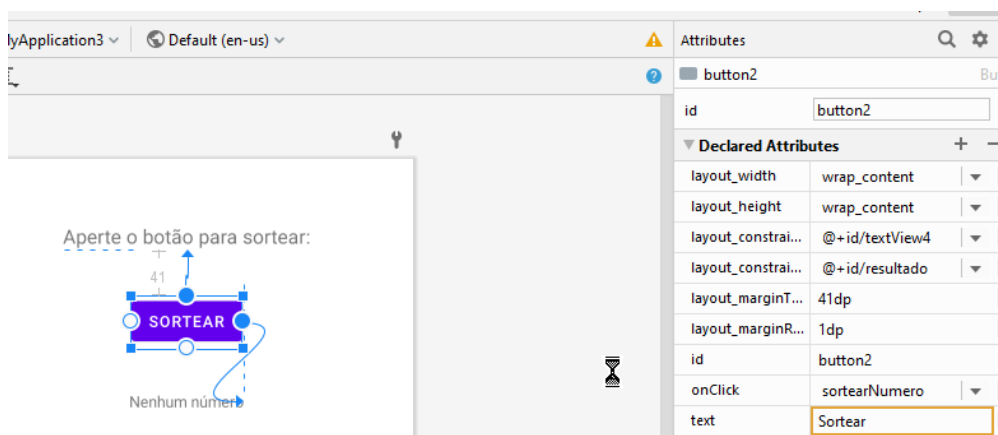 lyApplication3
Default (en-us)
Attributes
button2
Bu
id
button2
Declared Attributes
layout_width
wrap_content
layout_height
wrap_content
layout_constrai...
@+id/textView4
layout_constrai...
@+id/resultado
layout_marginT...
41dp
layout_marginR...
1dp
id
button2
onClick
sortearNumero
text
Sortear
Aperte o botão para sortear:
41
SORTEAR
Nenhum número